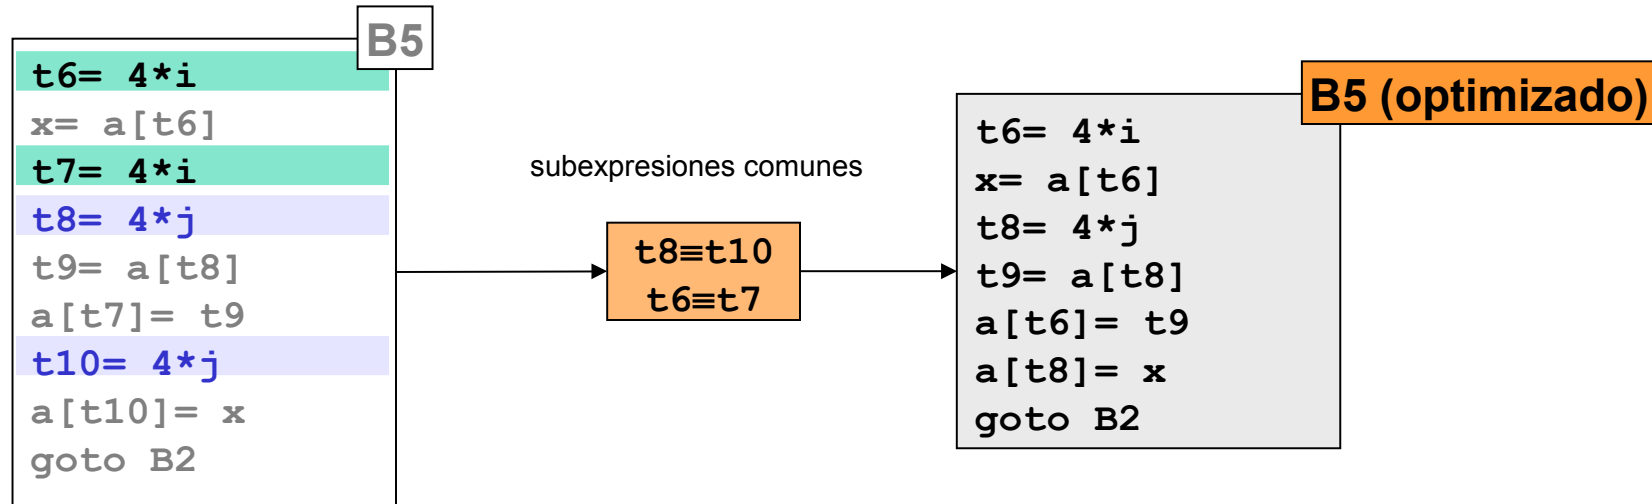 B5
t6= 4*i
x= a[t6]
t7= 4*i
t8= 4*j
t9= a[t8]
a[t7]= t9
t10= 4*j
a[t10]= x
goto B2
subexpresiones comunes
t8≡t10
t6≡t7
B5 (optimizado)
t6= 4*i
x= a[t6]
t8= 4*j
t9= a[t8]
a[t6]= t9
a[t8]= x
goto B2